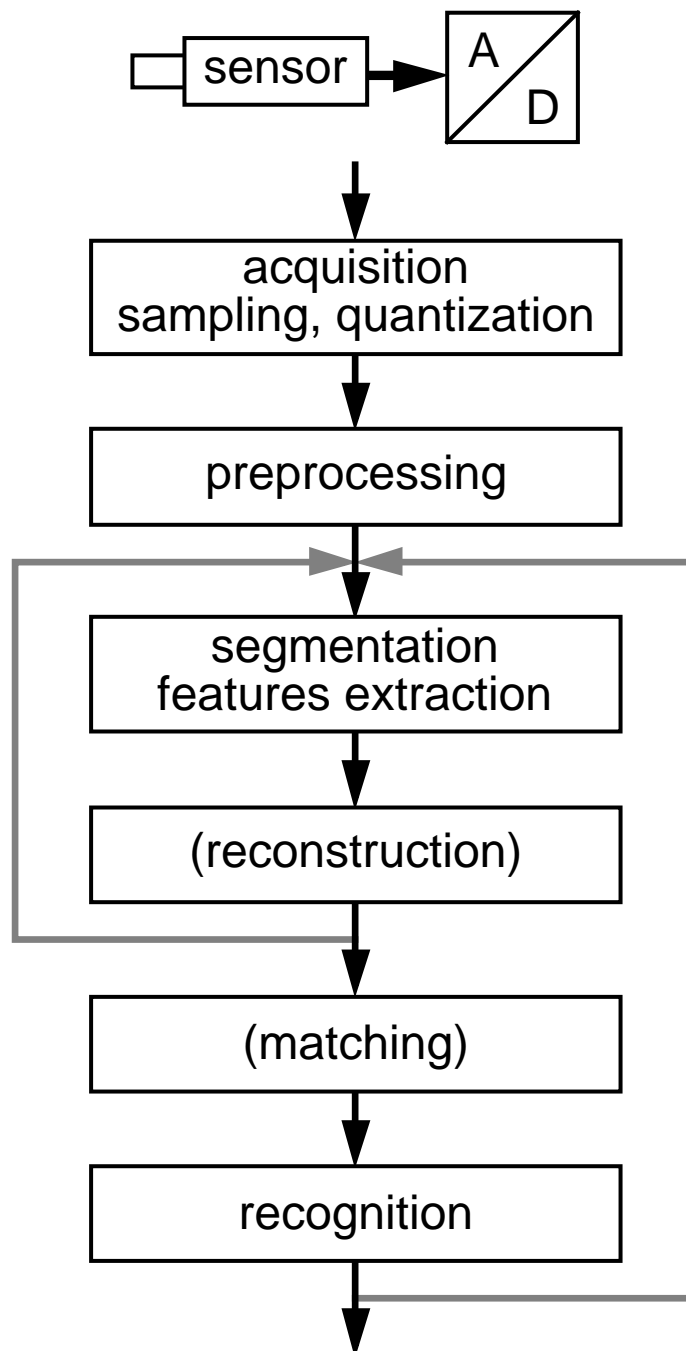 sensor
A
D
acquisition
sampling, quantization
preprocessing
segmentation
features extraction
(reconstruction)
(matching)
recognition